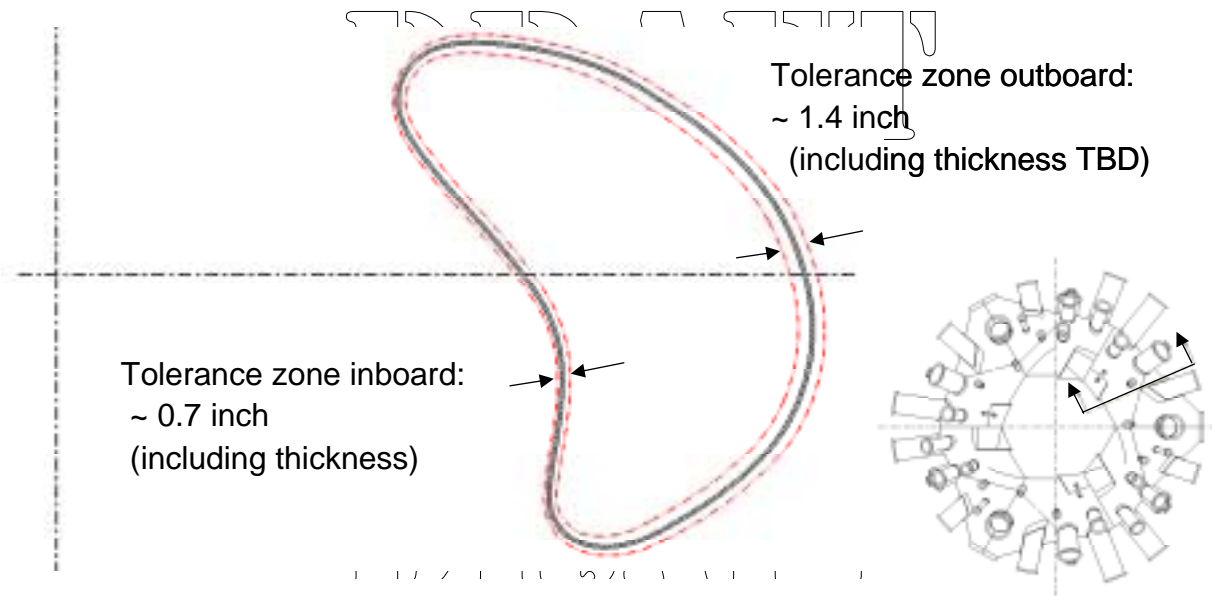 Tolerance zone outboard:
~ 1.4 inch
(including thickness TBD)
Tolerance zone inboard:
~ 0.7 inch
(including thickness)